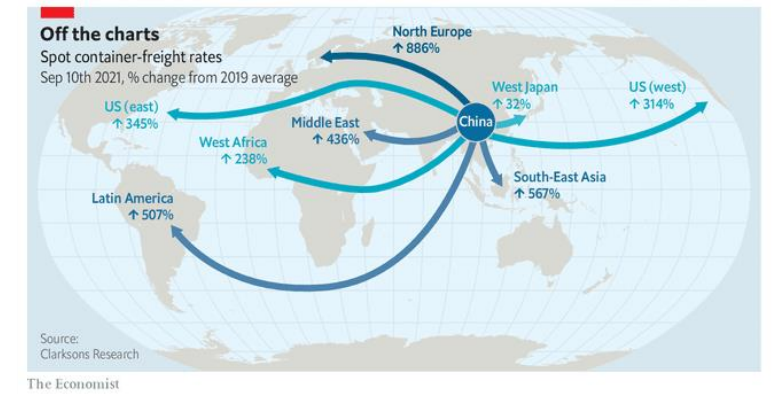 Off the charts
Spot container-freight rates
Sep 10th 2021, % change from 2019 average
North Europe
↑ 886%
US (east)
↑ 345%
West Africa
↑ 238%
Middle East
↑ 436%
China
West Japan
↑ 32%
US (west)
↑ 314%
South-East Asia
↑ 567%
Latin America
↑ 507%
Source:
Clarksons Research
The Economist